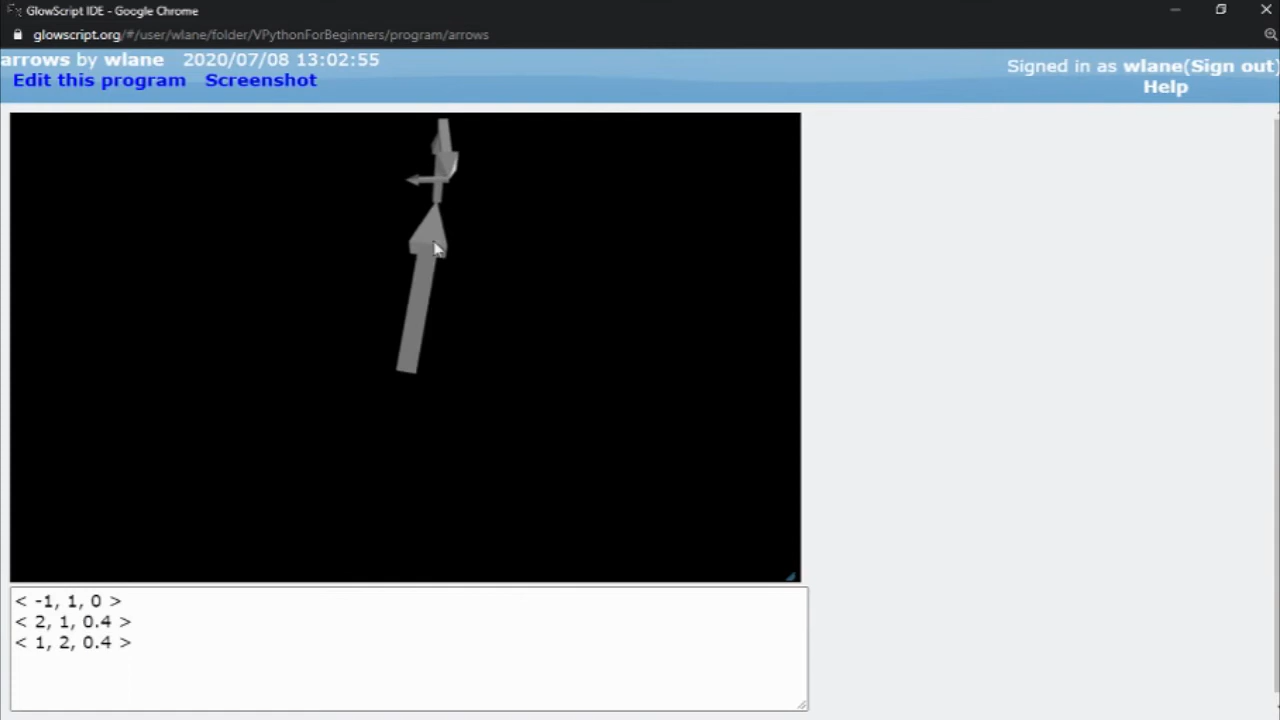 GlowScript IDE - Google Chrome
glowscript.org/#/user/wlane/folder/VPythonForBeginners/program/arrows
arrows by wlane 2020/07/08 13:02:55
Signed in as wlane(Sign out)
Edit this program Screenshot
Help
< -1, 1, 0 >
< 2, 1, 0.4 >
< 1, 2, 0.4 >